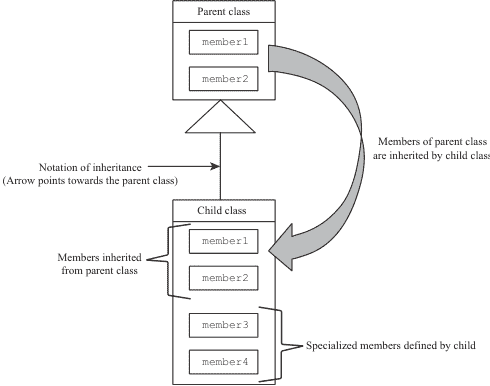 Parent class
member1
member2
Members of parent class
are inherited by child class
Notation of inheritance
(Arrow points towards the parent class)
Child class
member1
Members inherited
from parent class
member2
member3
Specialized members defined by child
member4